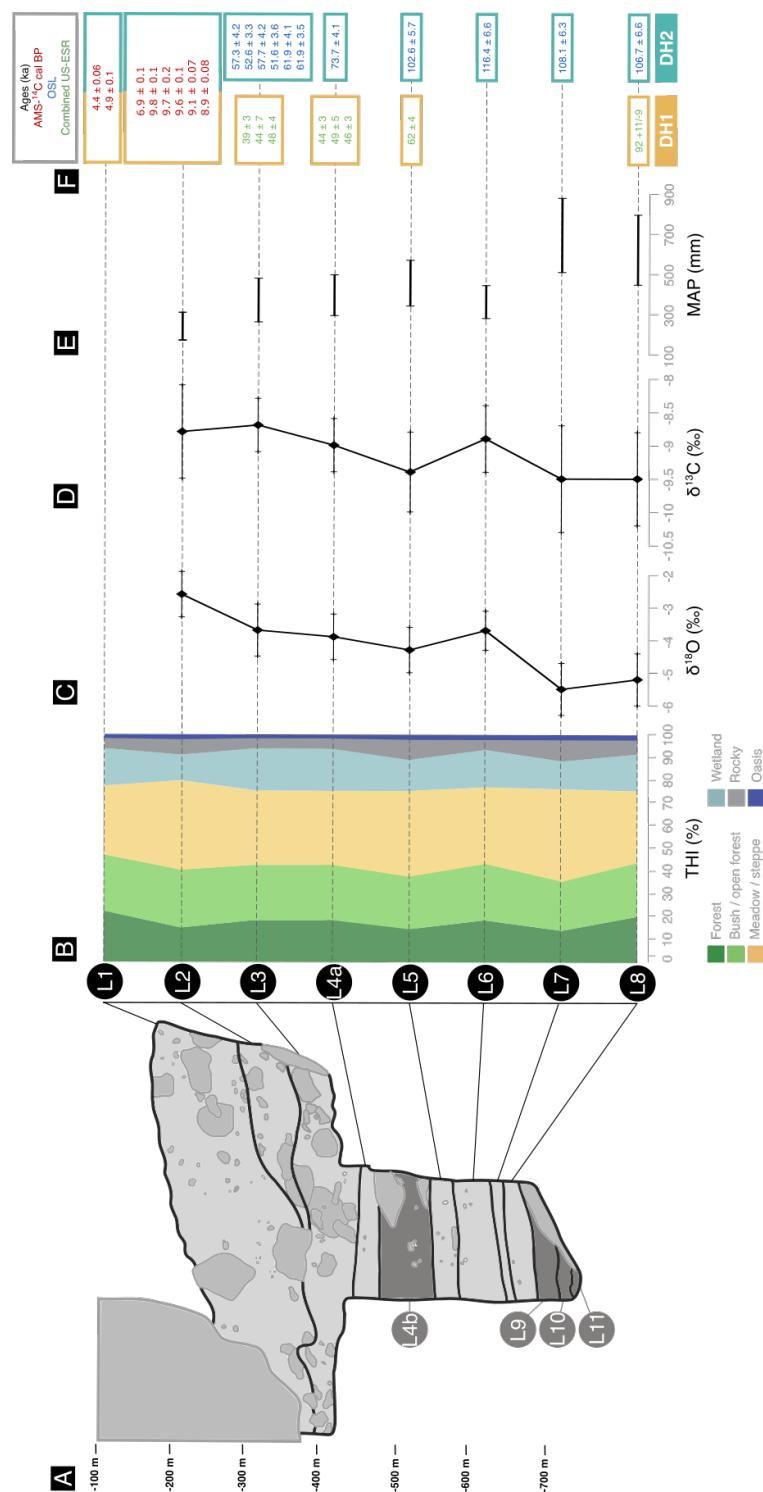 A
B
C
D
E
F
-100 m
-200 m
-300 m
-400 m
-500 m
-600 m
-700 m
L4b
L9
L10
L11
L1
L2
L3
L4a
L5
L6
L7
L8
0 10 20 30 40 50 60 70 80 90 100
THI (%)
Forest
Bush / open forest
Meadow / steppe
Wetland
Rocky
Oasis
-6 -5 -4 -3 -2
δ¹⁸O (‰)
-10.5 -10 -9.5 -9 -8.5 -8
δ¹³C (‰)
100 300 500 700 900
MAP (mm)
Ages (ka)
AMS-¹⁴C cal BP
OSL
Combined US-ESR
4.4 ± 0.06
4.9 ± 0.1
6.9 ± 0.1
9.8 ± 0.1
9.7 ± 0.2
9.6 ± 0.1
9.1 ± 0.07
8.9 ± 0.08
39 ± 3
44 ± 7
48 ± 4
57.3 ± 4.2
52.6 ± 3.3
57.7 ± 4.2
51.6 ± 3.6
61.9 ± 4.1
61.9 ± 3.5
44 ± 3
49 ± 5
46 ± 3
73.7 ± 4.1
62 ± 4
102.6 ± 5.7
116.4 ± 6.6
108.1 ± 6.3
92 +11/-9
106.7 ± 6.6
DH1
DH2